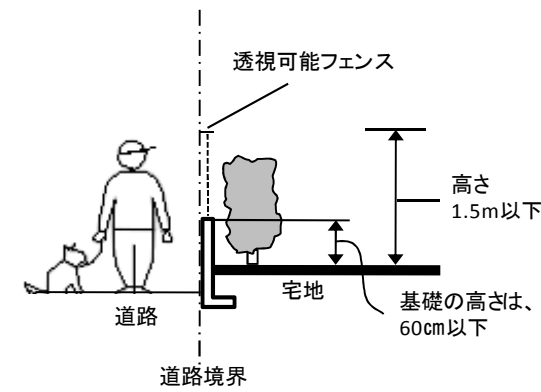 透視可能フェンス
高さ
1.5m以下
宅地
基礎の高さは、
60㎝以下
道路
道路境界